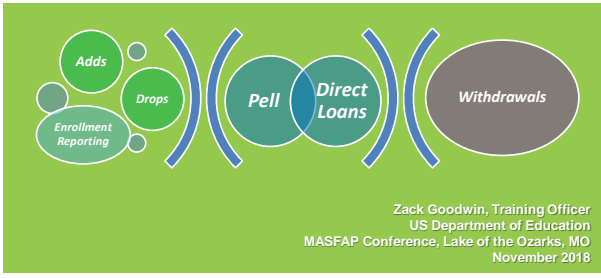 Adds
Drops
Enrollment
Reporting
Pell
Direct
Loans
Withdrawals
Zack Goodwin, Training Officer
US Department of Education
MASFAP Conference, Lake of the Ozarks, MO
November 2018